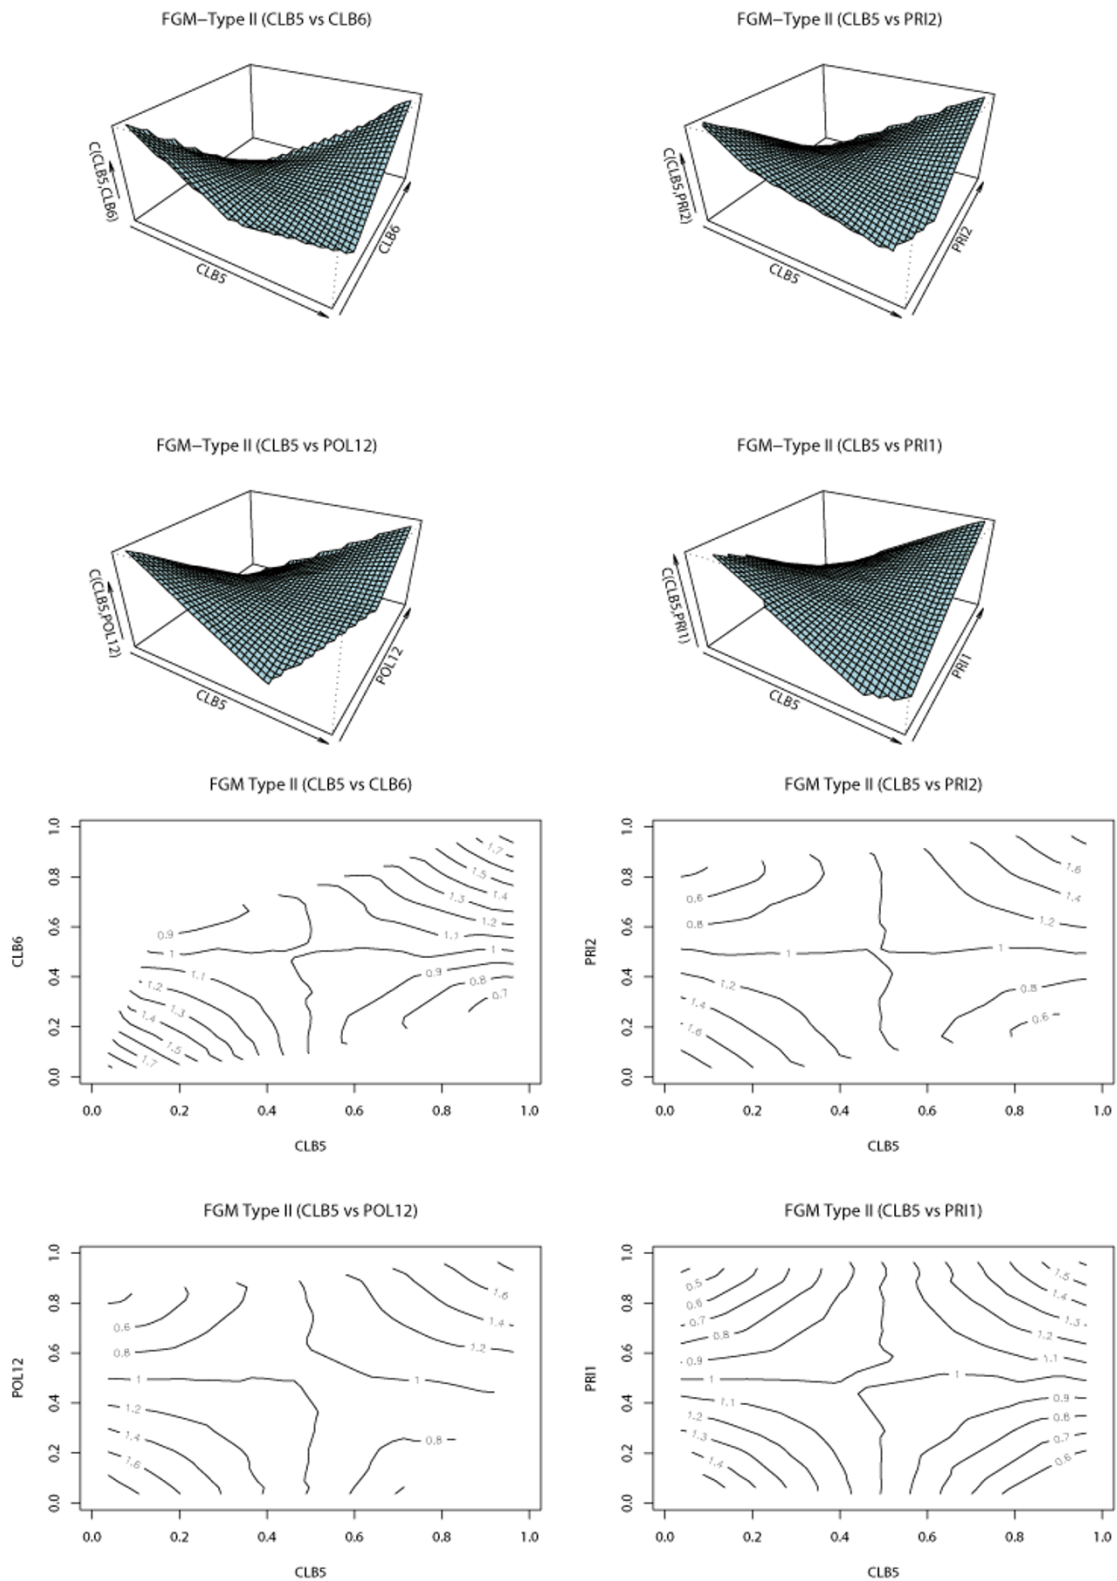 FGM−Type II (CLB5 vs CLB6)
FGM−Type II (CLB5 vs PRI2)
C(CLB5,CLB6)
CLB5
CLB6
C(CLB5,PRI2)
CLB5
PRI2
FGM−Type II (CLB5 vs POL12)
FGM−Type II (CLB5 vs PRI1)
C(CLB5,POL12)
CLB5
POL12
C(CLB5,PRI1)
CLB5
PRI1
FGM Type II (CLB5 vs CLB6)
CLB6
1.0
0.8
0.6
0.4
0.2
0.0
1.7
1.5
1.4
1.3
1.2
1.1
1
0.9
1
1.1
0.9
0.8
0.7
1.2
1.3
1.4
1.5
1.7
0.0 0.2 0.4 0.6 0.8 1.0
CLB5
FGM Type II (CLB5 vs PRI2)
PRI2
1.0
0.8
0.6
0.4
0.2
0.0
1.6
1.4
1.2
0.6
0.8
1
1
1.2
0.8
1.4
0.6
1.6
0.0 0.2 0.4 0.6 0.8 1.0
CLB5
FGM Type II (CLB5 vs POL12)
POL12
1.0
0.8
0.6
0.4
0.2
0.0
1.6
1.4
0.6
1.2
0.8
1
1
1.2
1.4
0.8
1.6
0.0 0.2 0.4 0.6 0.8 1.0
CLB5
FGM Type II (CLB5 vs PRI1)
PRI1
1.0
0.8
0.6
0.4
0.2
0.0
0.5
1.5
0.6
1.4
0.7
1.3
0.8
1.2
0.9
1.1
1
1
1.1
0.9
1.2
0.8
1.3
0.7
1.4
0.6
0.0 0.2 0.4 0.6 0.8 1.0
CLB5